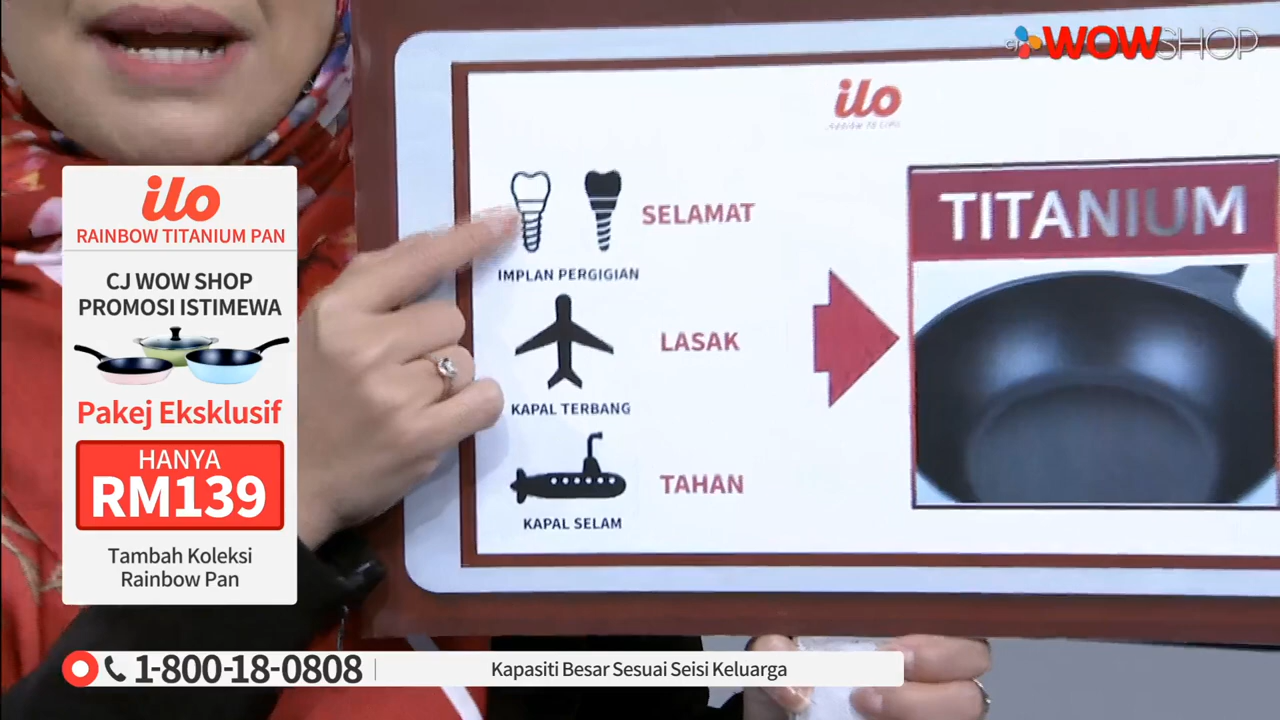 CJ WOWSHOP
ilo
TITANIUM
SELAMAT
IMPLAN PERGIGIAN
LASAK
KAPAL TERBANG
TAHAN
KAPAL SELAM
ilo
RAINBOW TITANIUM PAN
CJ WOW SHOP
PROMOSI ISTIMEWA
Pakej Eksklusif
HANYA
RM139
Tambah Koleksi
Rainbow Pan
1-800-18-0808
Kapasiti Besar Sesuai Seisi Keluarga